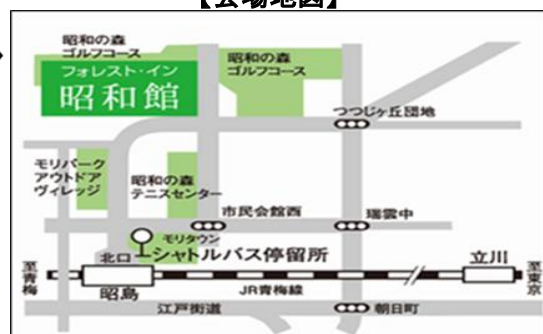 【会場地図】
昭和の森
ゴルフコース
昭和の森
ゴルフコース
フォレスト・イン
昭和館
つつじヶ丘団地
モリパーク
アウトドア
ヴィレッジ
昭和の森
テニスセンター
市民会館西
瑞雲中
モリタウン
北口
シャトルバス停留所
立川
至青梅
至東京
昭島
JR青梅線
江戸街道
朝日町